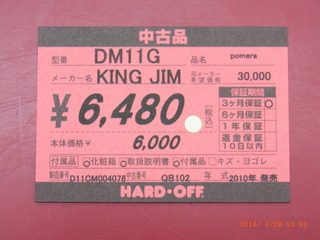 中古品
型番 DM11G 品名 pomera
メーカー名 KING JIM 旧メーカー希望価格 30,000
¥6,480 [税込]
保証期間
3ヶ月保証
6ヶ月保証
1年保証
返金保証
10日以内
本体価格 ¥ 6,000
付属品 化粧箱 取扱説明書 付属品 キズ・ヨゴレ
製造番号 D11CM004076 中古番号 QB102 年式 2010年 発売
HARD・OFF